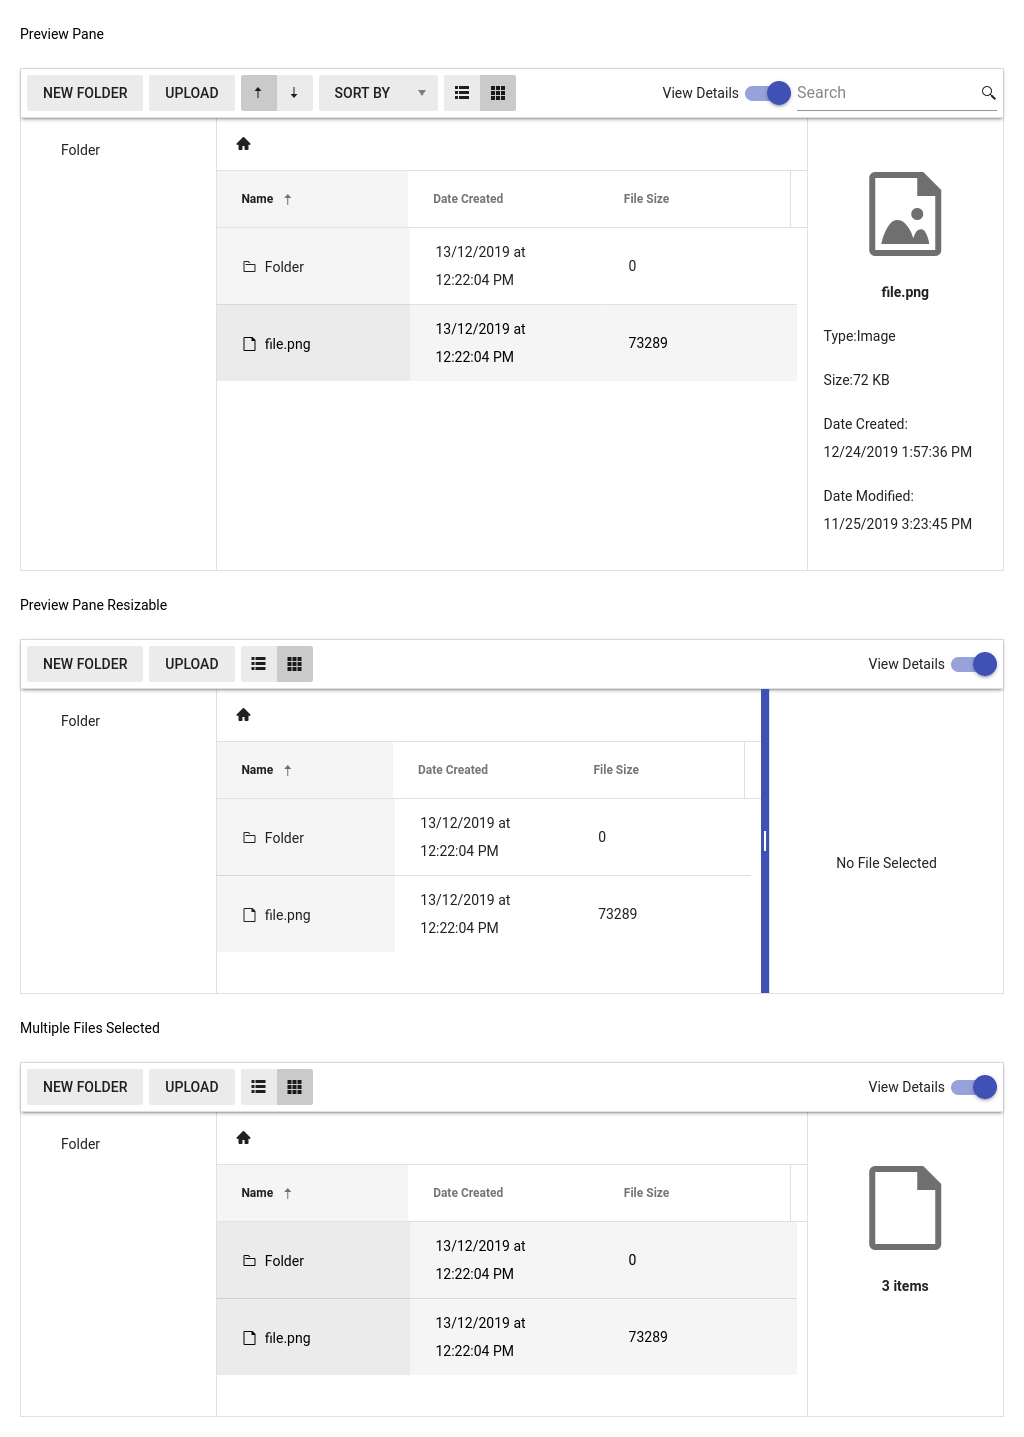 Preview Pane
NEW FOLDER UPLOAD SORT BY View Details Search
Folder
Name Date Created File Size
Folder 13/12/2019 at 12:22:04 PM 0
file.png 13/12/2019 at 12:22:04 PM 73289
file.png
Type:Image
Size:72 KB
Date Created:
12/24/2019 1:57:36 PM
Date Modified:
11/25/2019 3:23:45 PM
Preview Pane Resizable
NEW FOLDER UPLOAD View Details
Folder
Name Date Created File Size
Folder 13/12/2019 at 12:22:04 PM 0
file.png 13/12/2019 at 12:22:04 PM 73289
No File Selected
Multiple Files Selected
NEW FOLDER UPLOAD View Details
Folder
Name Date Created File Size
Folder 13/12/2019 at 12:22:04 PM 0
file.png 13/12/2019 at 12:22:04 PM 73289
3 items